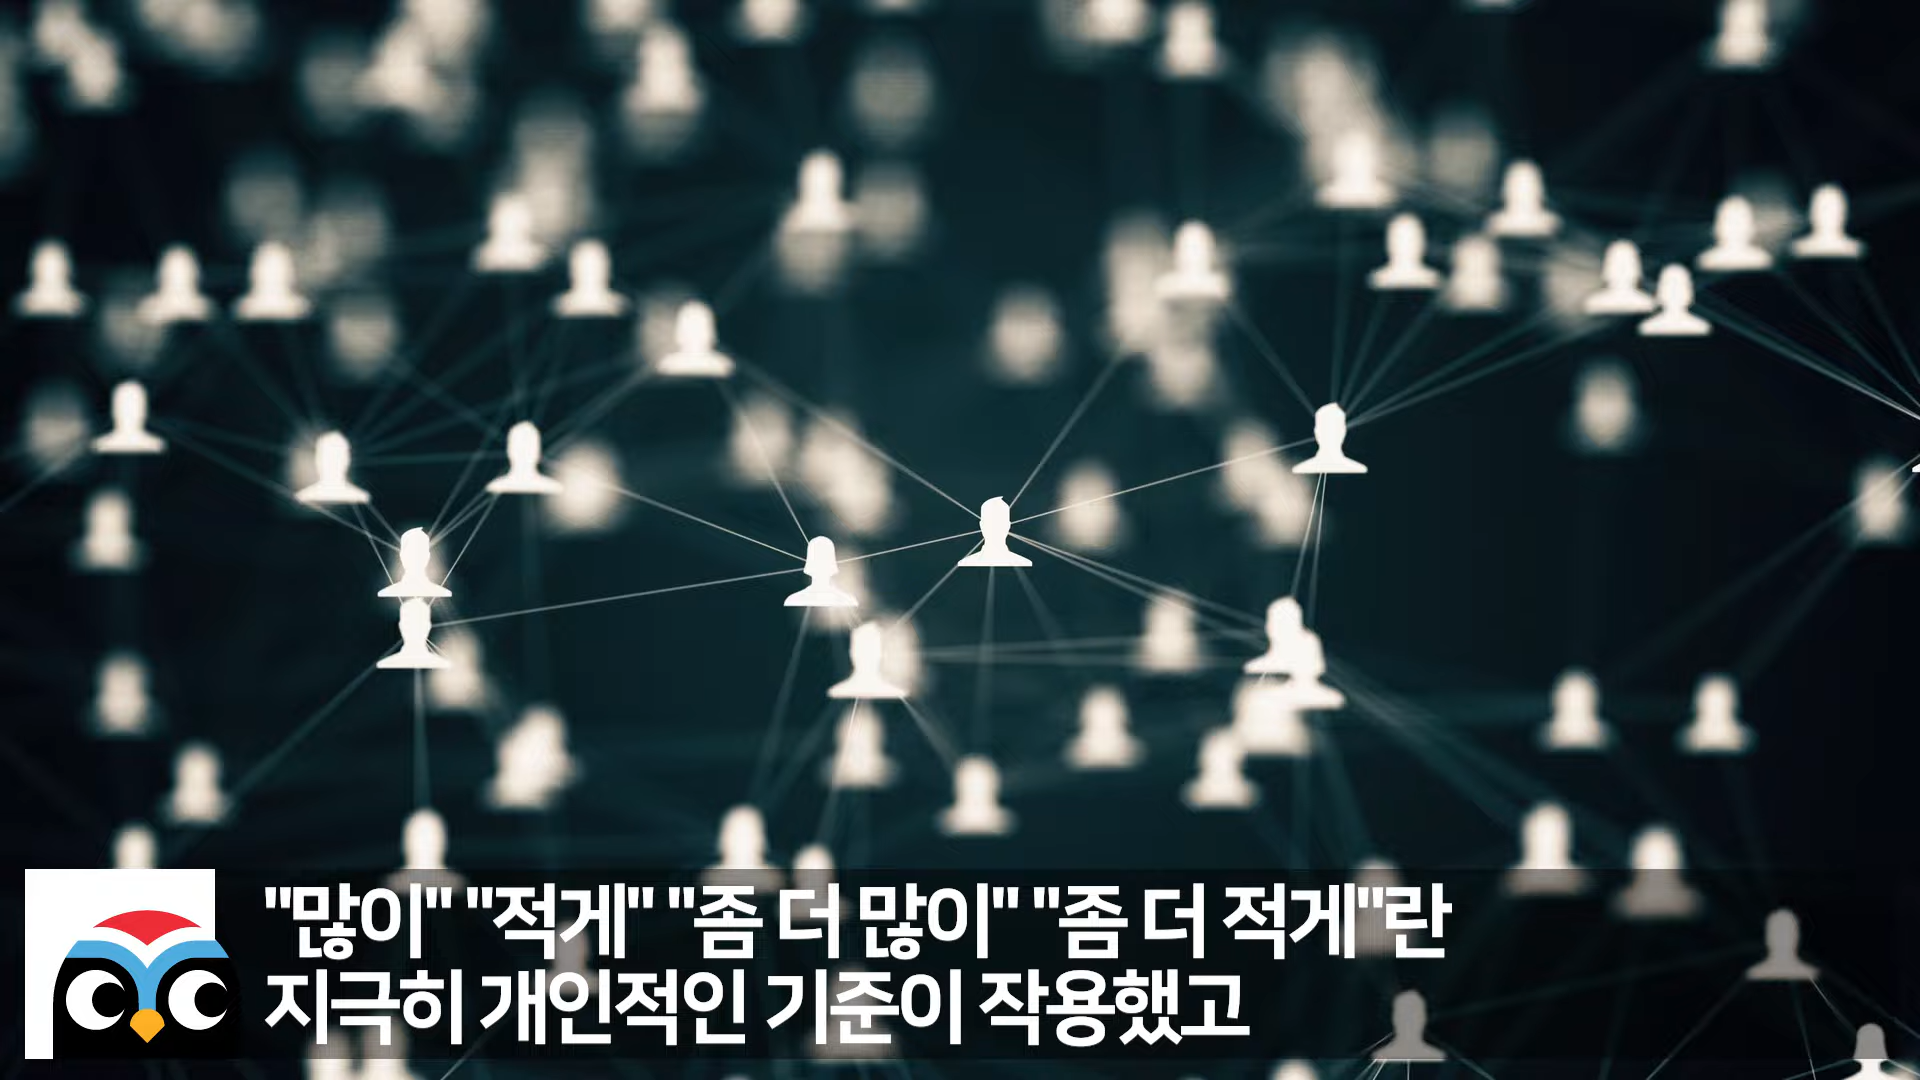 "많이" "적게" "좀 더 많이" "좀 더 적게"란
지극히 개인적인 기준이 작용했고